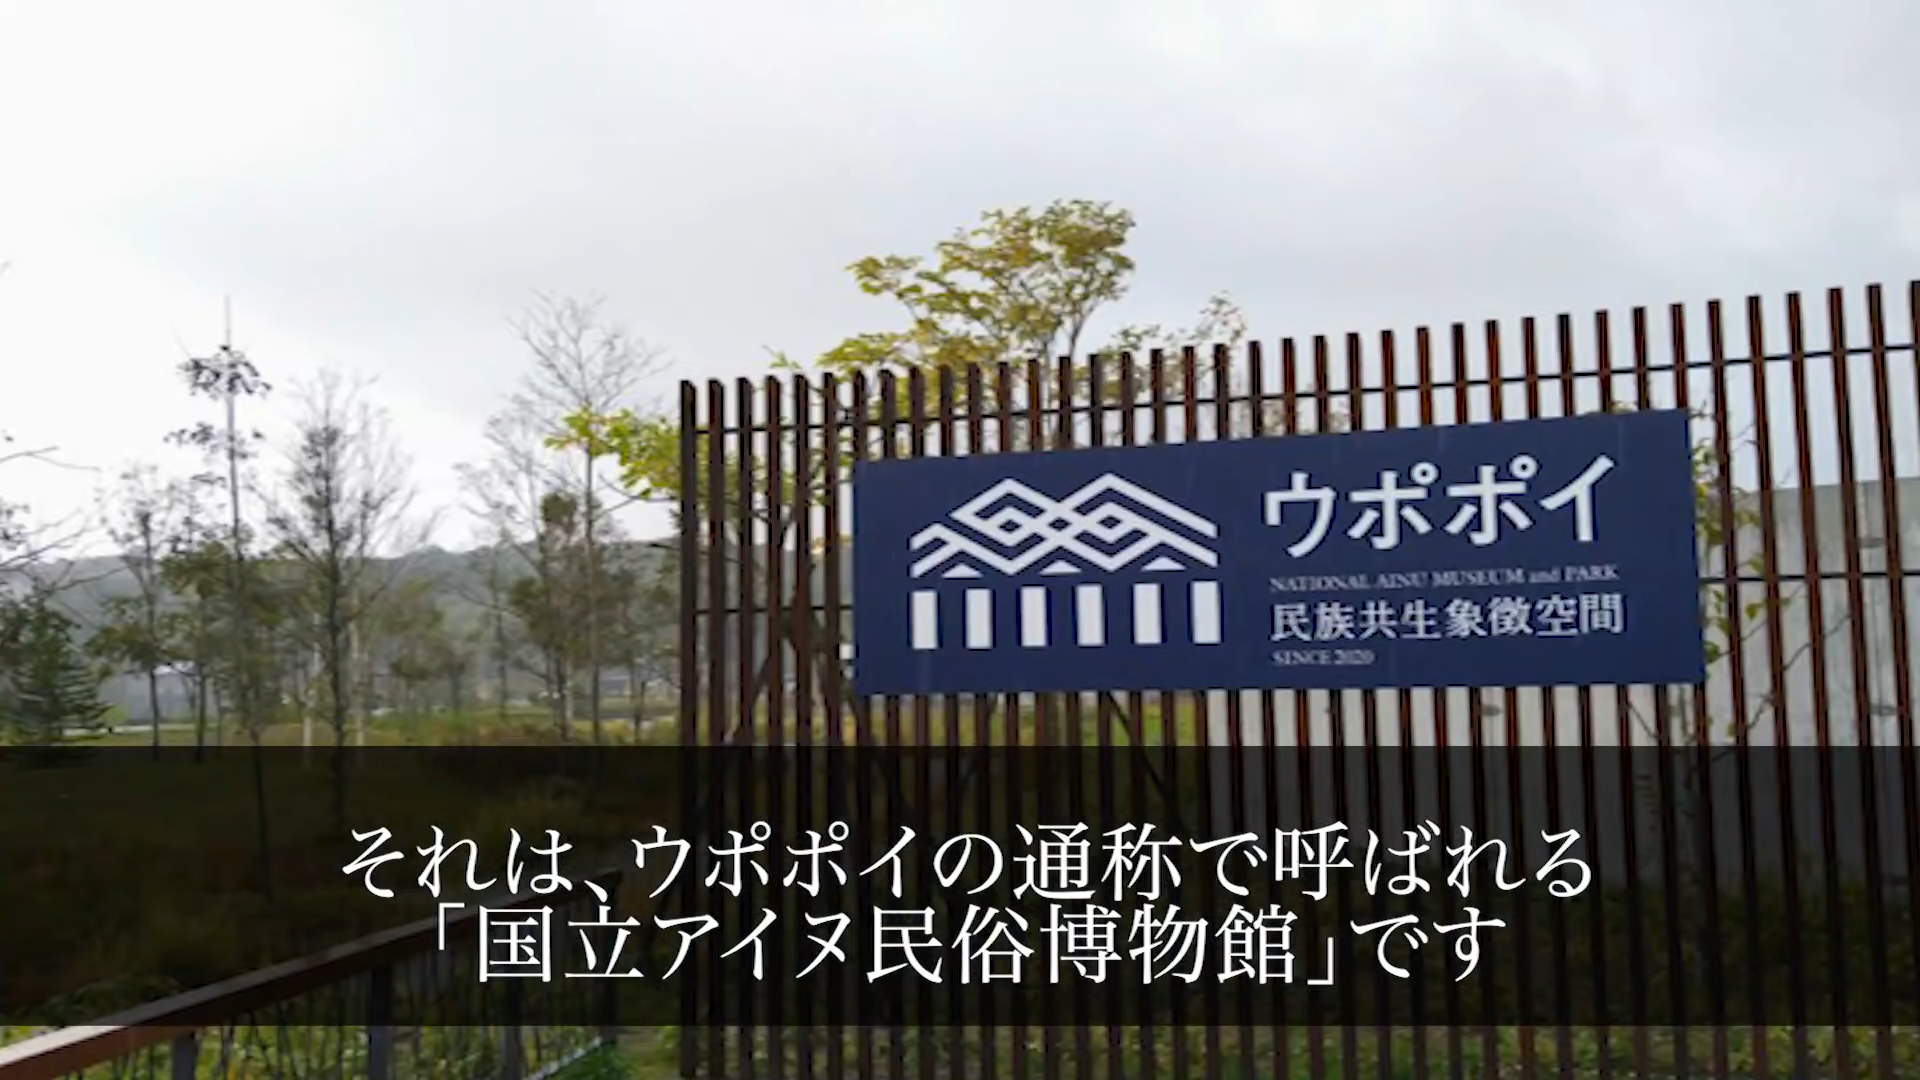 ウポポイ
NATIONAL AINU MUSEUM and PARK
民族共生象徴空間
SINCE 2020
それは、ウポポイの通称で呼ばれる
「国立アイヌ民俗博物館」です